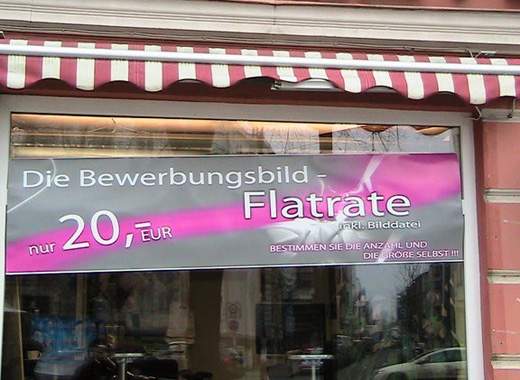 Die Bewerbungsbild -
Flatrate
inkl. Bilddatei
nur 20,- EUR
BESTIMMEN SIE DIE ANZAHL UND
DIE GRÖßE SELBST !!!